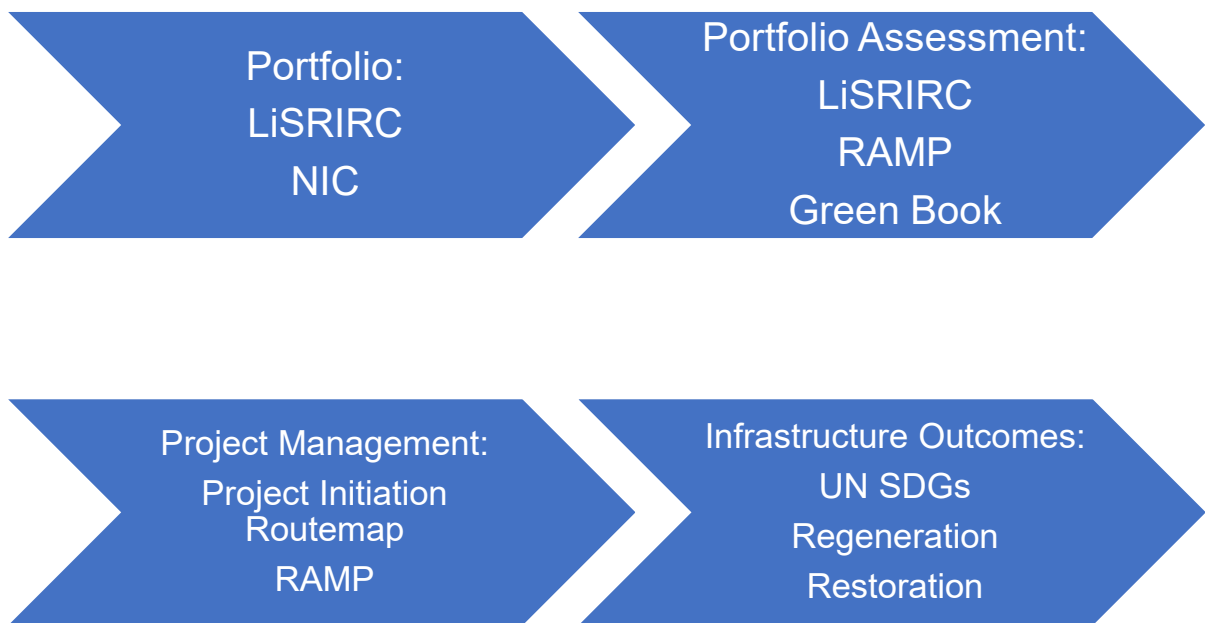 Portfolio:
LiSRIRC
NIC
Portfolio Assessment:
LiSRIRC
RAMP
Green Book
Project Management:
Project Initiation
Routemap
RAMP
Infrastructure Outcomes:
UN SDGs
Regeneration
Restoration